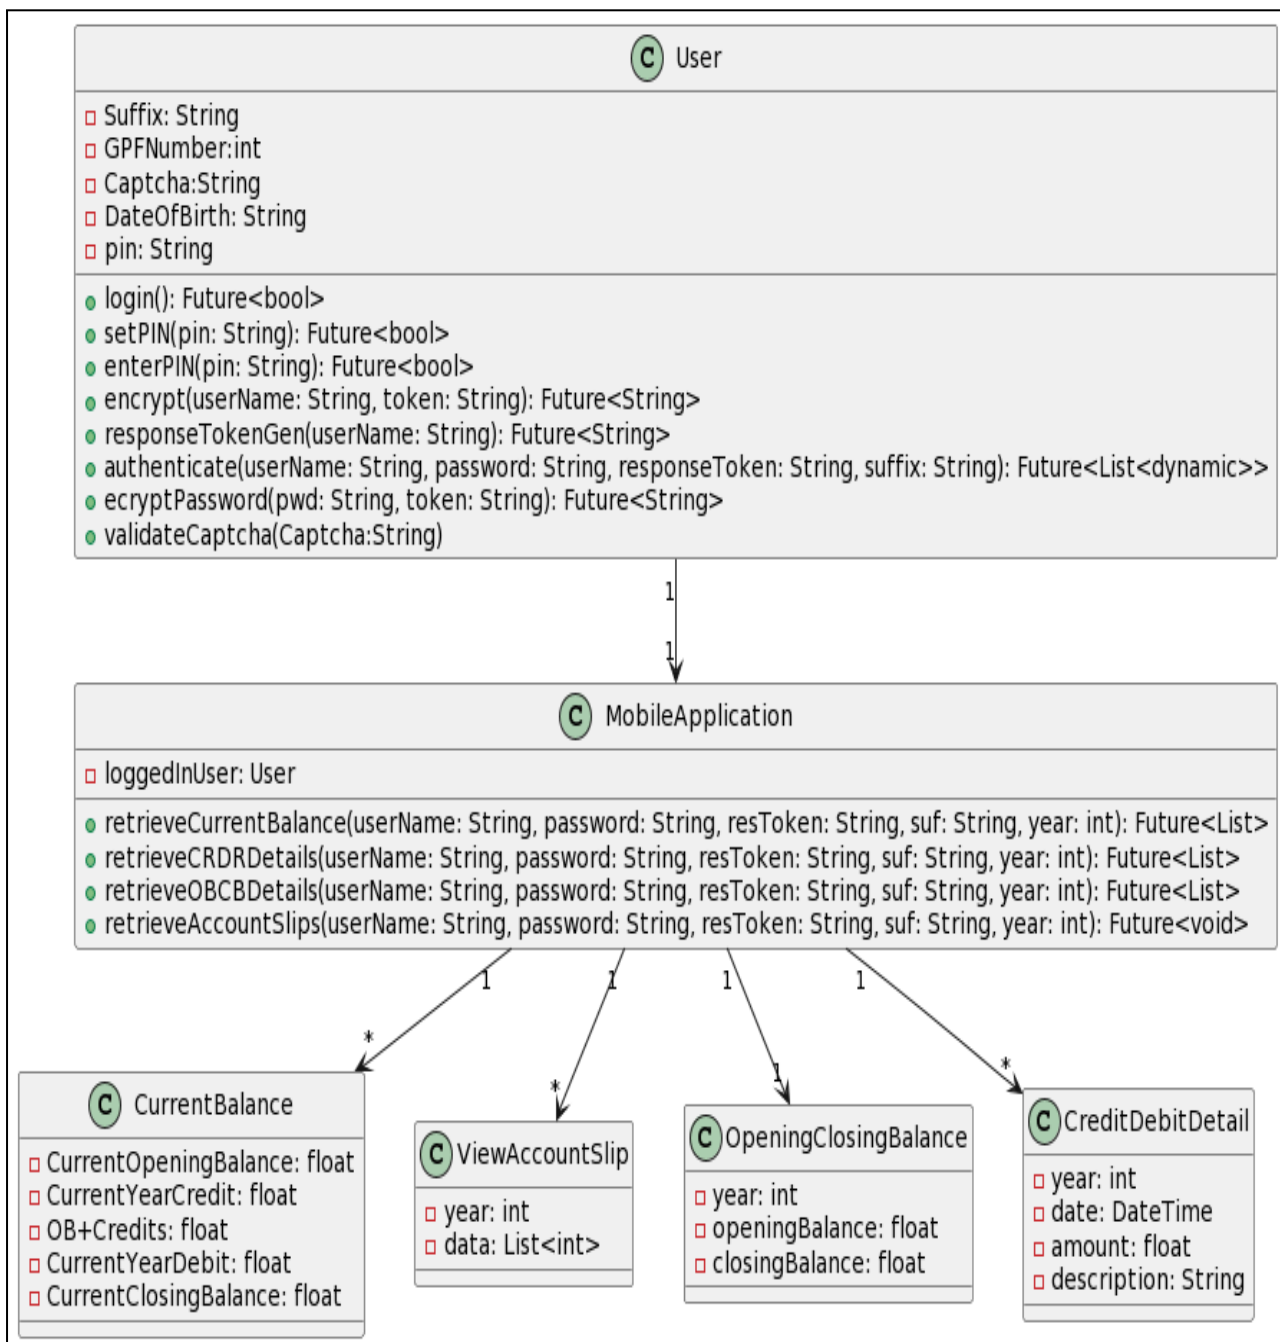 C User
Suffix: String
GPFNumber:int
Captcha:String
DateOfBirth: String
pin: String
login(): Future<bool>
setPIN(pin: String): Future<bool>
enterPIN(pin: String): Future<bool>
encrypt(userName: String, token: String): Future<String>
responseTokenGen(userName: String): Future<String>
authenticate(userName: String, password: String, responseToken: String, suffix: String): Future<List<dynamic>>
ecryptPassword(pwd: String, token: String): Future<String>
validateCaptcha(Captcha:String)
1
1
C MobileApplication
loggedInUser: User
retrieveCurrentBalance(userName: String, password: String, resToken: String, suf: String, year: int): Future<List>
retrieveCRDRDetails(userName: String, password: String, resToken: String, suf: String, year: int): Future<List>
retrieveOBCBDetails(userName: String, password: String, resToken: String, suf: String, year: int): Future<List>
retrieveAccountSlips(userName: String, password: String, resToken: String, suf: String, year: int): Future<void>
1 1 1 1
* * 1 *
C CurrentBalance
CurrentOpeningBalance: float
CurrentYearCredit: float
OB+Credits: float
CurrentYearDebit: float
CurrentClosingBalance: float
C ViewAccountSlip
year: int
data: List<int>
C OpeningClosingBalance
year: int
openingBalance: float
closingBalance: float
C CreditDebitDetail
year: int
date: DateTime
amount: float
description: String